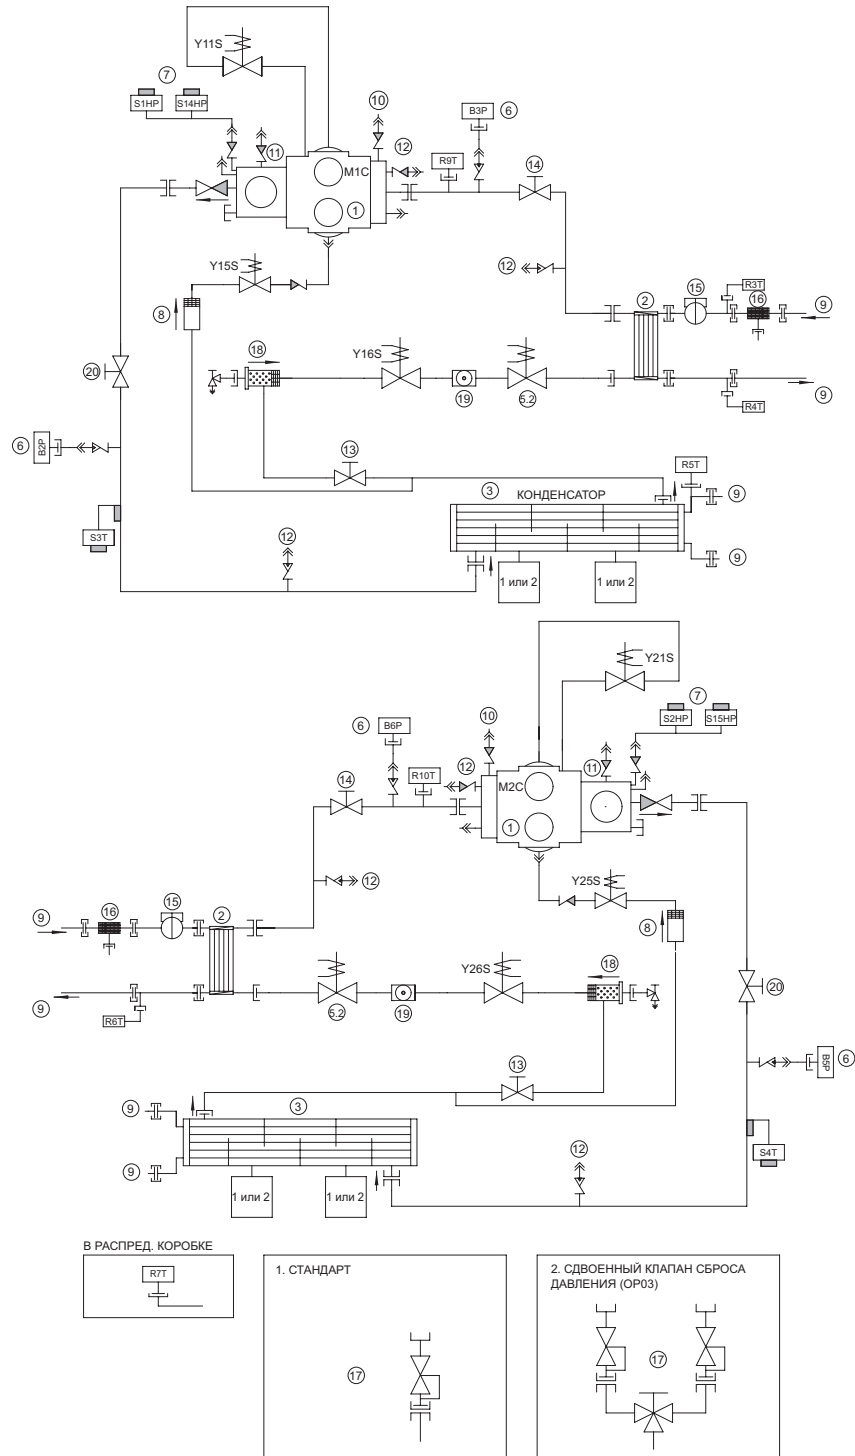 Y11S
7
S1HP
S14HP
10
B3P
6
11
M1C
12
R9T
14
1
Y15S
12
2
15
R3T
16
9
8
18
Y16S
20
19
5.2
9
R4T
6
B2P
13
R5T
3
КОНДЕНСАТОР
9
S3T
12
9
1 или 2
1 или 2
Y21S
7
10
6
B6P
S2HP
S15HP
12
R10T
11
14
M2C
1
Y25S
12
9
16
15
2
8
18
Y26S
9
20
R6T
5.2
19
6
B5P
13
9
3
9
12
S4T
1 или 2
1 или 2
В РАСПРЕД. КОРОБКЕ
R7T
1. СТАНДАРТ
17
2. СДВОЕННЫЙ КЛАПАН СБРОСА
ДАВЛЕНИЯ (OP03)
17